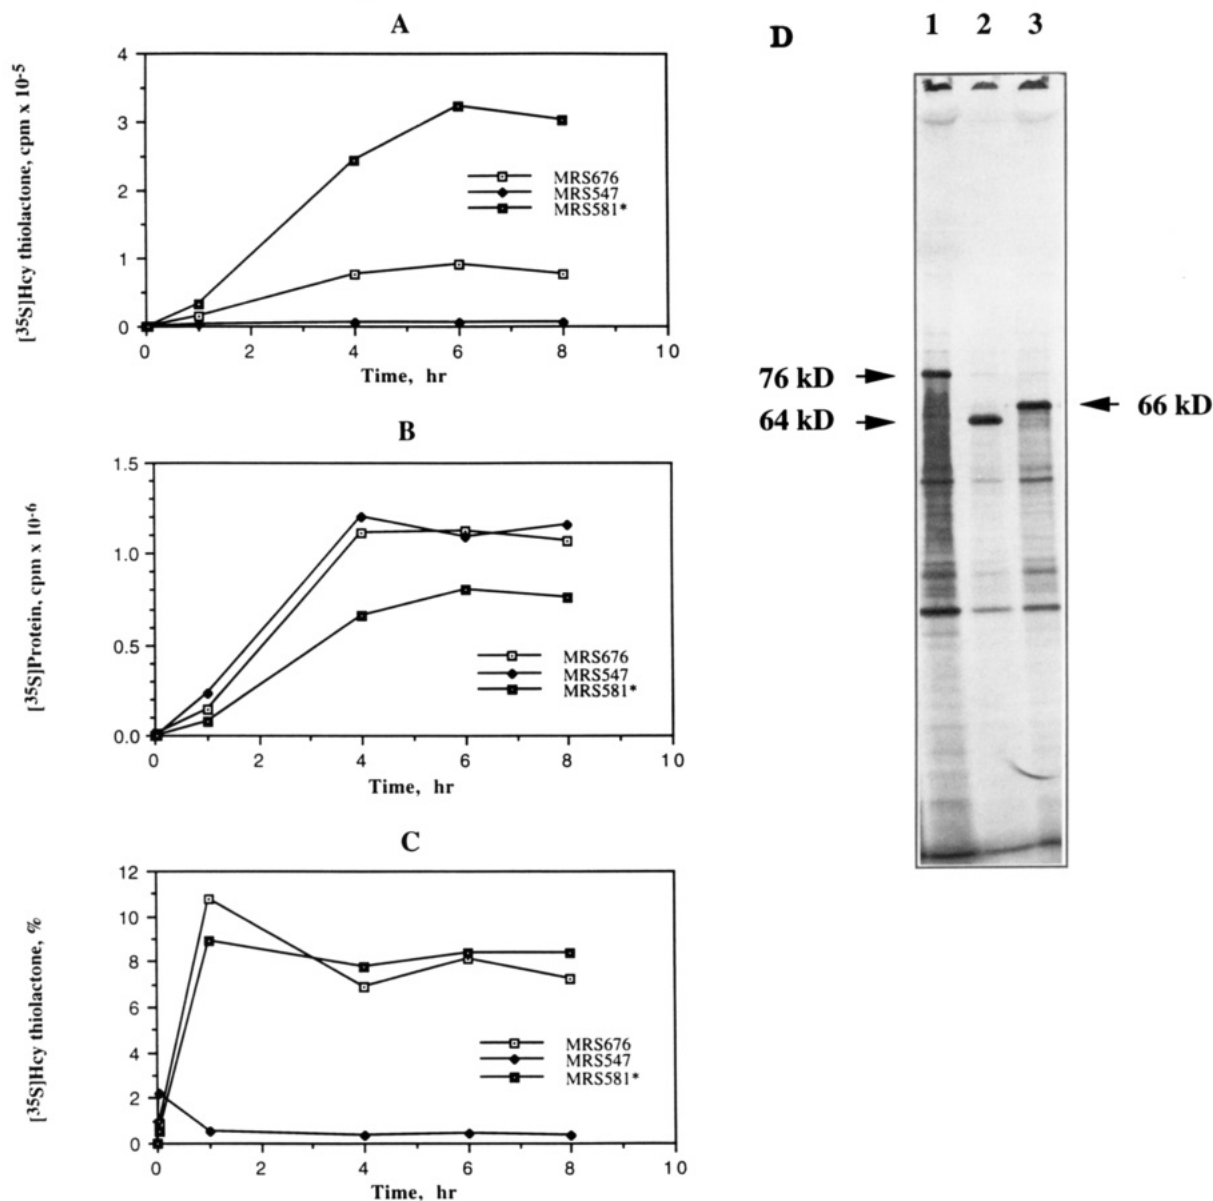 A
[³⁵S]Hcy thiolactone, cpm x 10⁻⁵
4
3
2
1
0
0 2 4 6 8 10
Time, hr
MRS676
MRS547
MRS581*
B
[³⁵S]Protein, cpm x 10⁻⁶
1.5
1.0
0.5
0.0
0 2 4 6 8 10
Time, hr
MRS676
MRS547
MRS581*
C
[³⁵S]Hcy thiolactone, %
12
10
8
6
4
2
0
0 2 4 6 8 10
Time, hr
MRS676
MRS547
MRS581*
D
1 2 3
76 kD
64 kD
66 kD